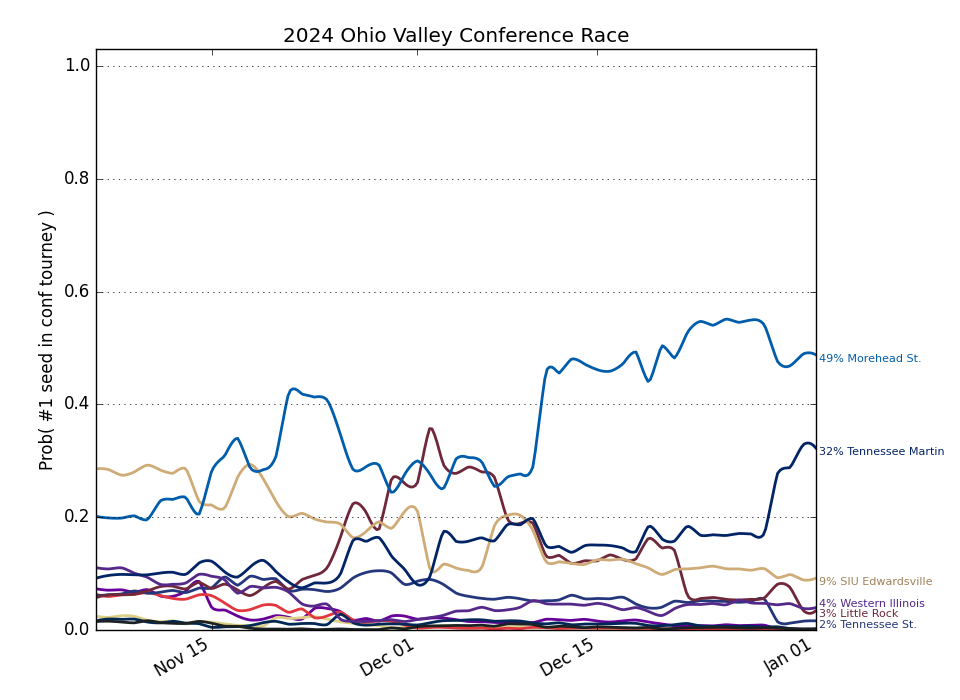 2024 Ohio Valley Conference Race
Prob( #1 seed in conf tourney )
1.0
0.8
0.6
0.4
0.2
0.0
Nov 15
Dec 01
Dec 15
Jan 01
49% Morehead St.
32% Tennessee Martin
9% SIU Edwardsville
4% Western Illinois
3% Little Rock
2% Tennessee St.